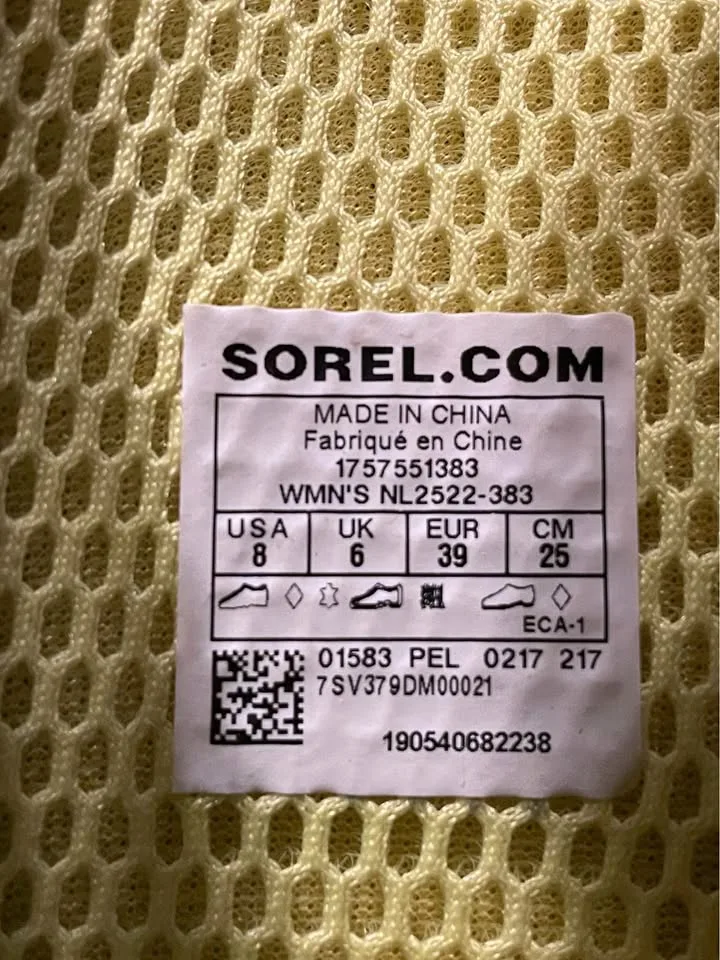 SOREL.COM
MADE IN CHINA
Fabriqué en Chine
1757551383
WMN'S NL2522-383
USA UK EUR CM
8 6 39 25
ECA-1
01583 PEL 0217 217
7SV379DM00021
190540682238